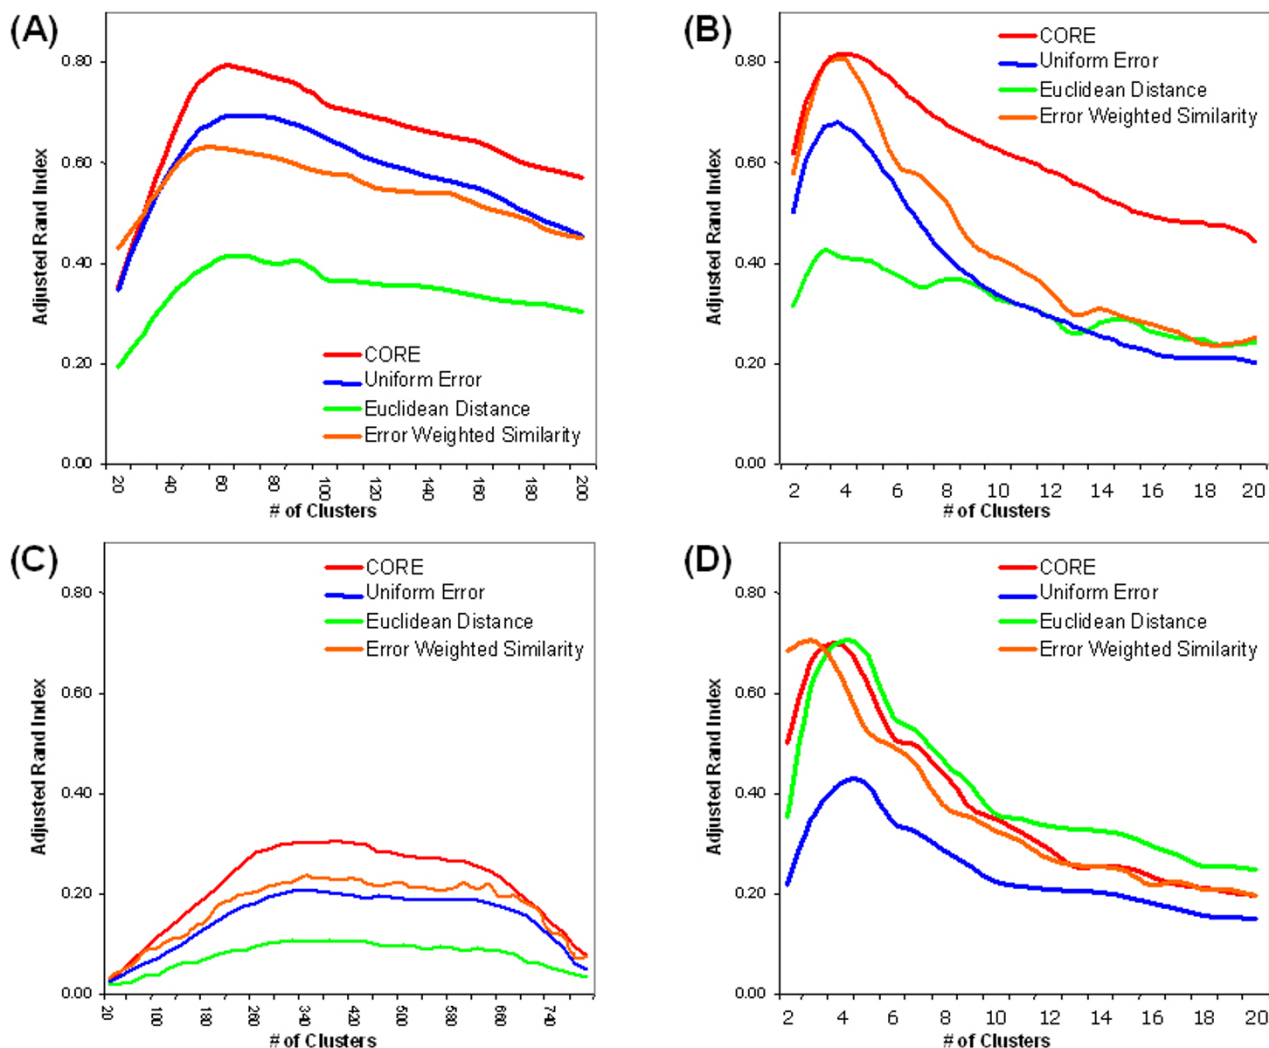 (A)
Adjusted Rand Index
0.80
0.60
0.40
0.20
0.00
CORE
Uniform Error
Euclidean Distance
Error Weighted Similarity
20 40 60 80 100 120 140 160 180 200
# of Clusters
(B)
Adjusted Rand Index
0.80
0.60
0.40
0.20
0.00
CORE
Uniform Error
Euclidean Distance
Error Weighted Similarity
2 4 6 8 10 12 14 16 18 20
# of Clusters
(C)
Adjusted Rand Index
0.80
0.60
0.40
0.20
0.00
CORE
Uniform Error
Euclidean Distance
Error Weighted Similarity
20 100 180 260 340 420 500 580 660 740
# of Clusters
(D)
Adjusted Rand Index
0.80
0.60
0.40
0.20
0.00
CORE
Uniform Error
Euclidean Distance
Error Weighted Similarity
2 4 6 8 10 12 14 16 18 20
# of Clusters